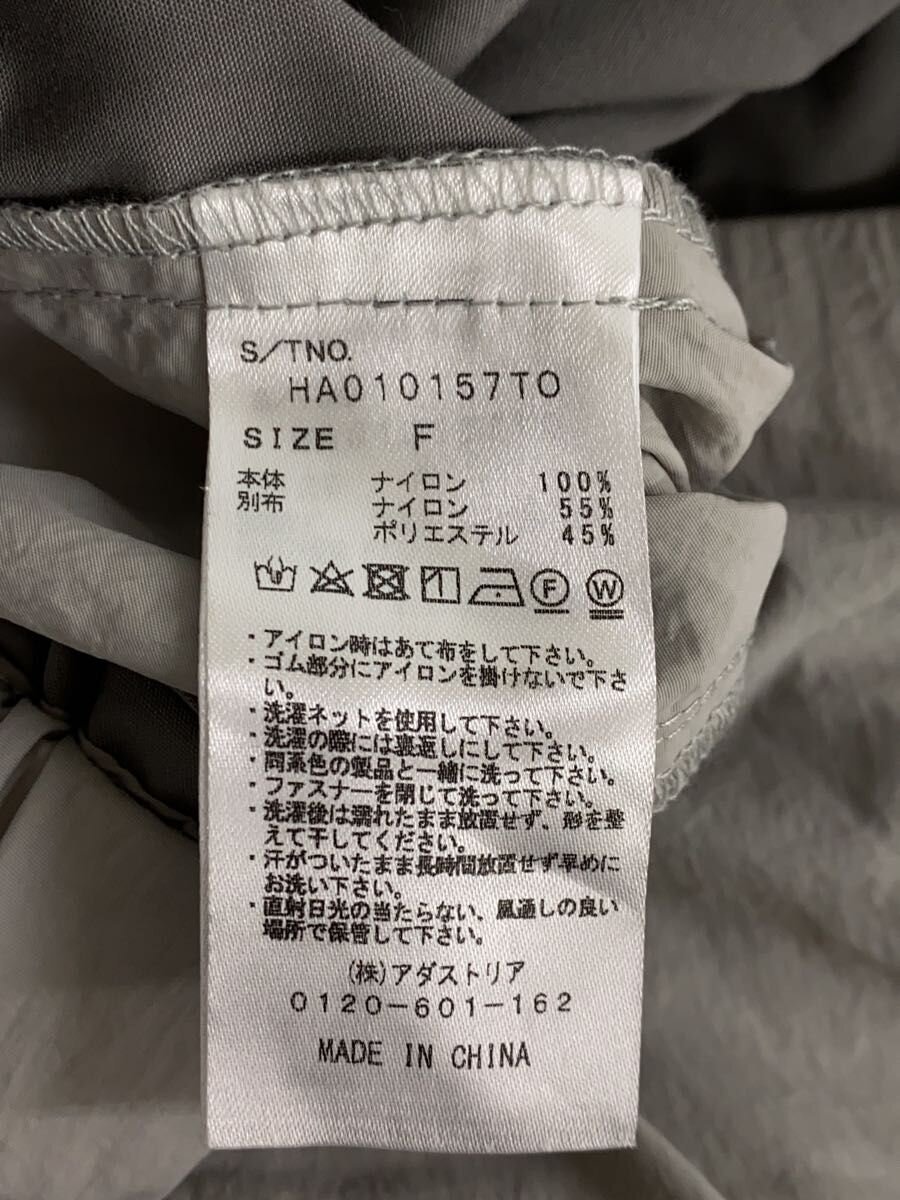 S/TNO.
HA010157TO
SIZE F
本体 ナイロン 100%
別布 ナイロン 55%
ポリエステル 45%
F W
・アイロン時はあて布をして下さい。
・ゴム部分にアイロンを掛けないで下さ
い。
・洗濯ネットを使用して下さい。
・洗濯の際には裏返しにして下さい。
・同系色の製品と一緒に洗って下さい。
・ファスナーを閉じて洗って下さい。
・洗濯後は濡れたまま放置せず、形を整
えて干してください。
・汗がついたまま長時間放置せず早めに
お洗い下さい。
・直射日光の当たらない、風通しの良い
場所で保管して下さい。
(株)アダストリア
0120-601-162
MADE IN CHINA